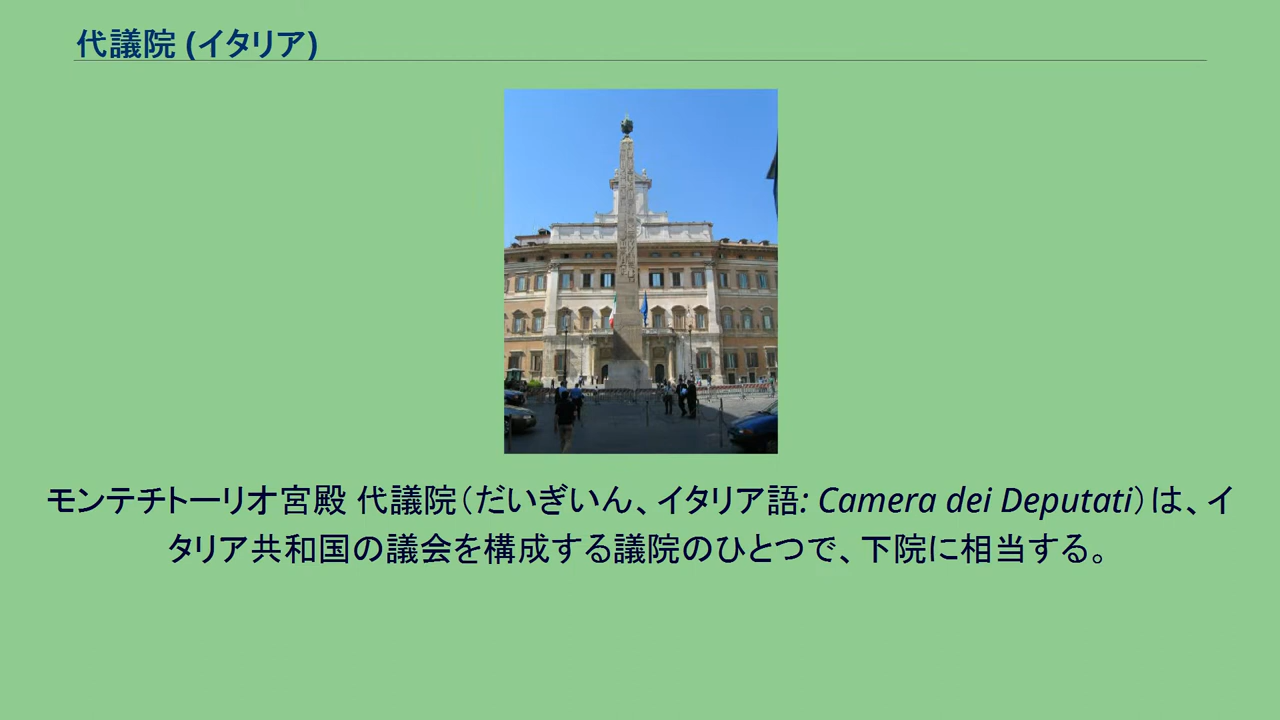 代議院 (イタリア)
モンテチトーリオ宮殿 代議院（だいぎいん、イタリア語: Camera dei Deputati）は、イ
タリア共和国の議会を構成する議院のひとつで、下院に相当する。